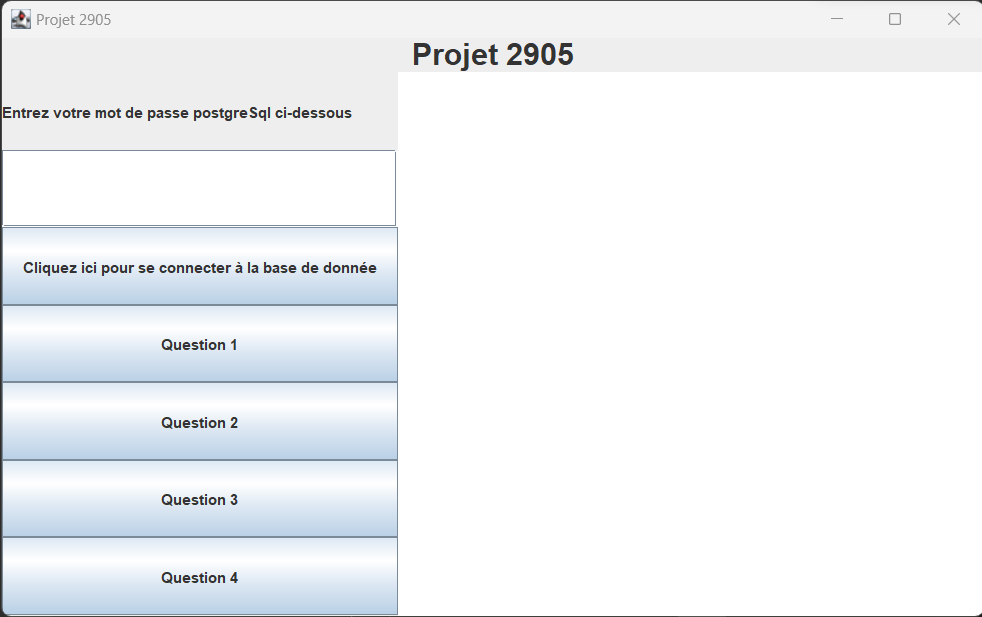 Projet 2905
Projet 2905
Entrez votre mot de passe postgreSql ci-dessous
Cliquez ici pour se connecter à la base de donnée
Question 1
Question 2
Question 3
Question 4